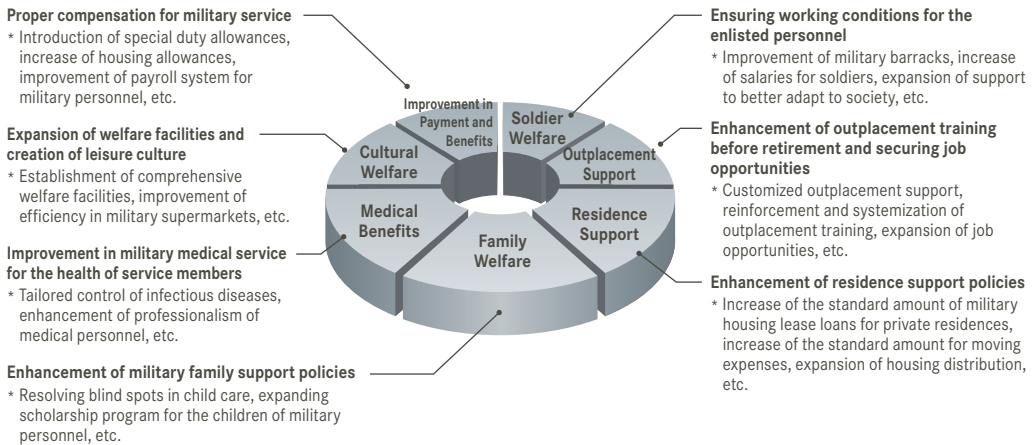 Proper compensation for military service
* Introduction of special duty allowances,
increase of housing allowances,
improvement of payroll system for
military personnel, etc.
Expansion of welfare facilities and
creation of leisure culture
* Establishment of comprehensive
welfare facilities, improvement of
efficiency in military supermarkets, etc.
Improvement in military medical service
for the health of service members
* Tailored control of infectious diseases,
enhancement of professionalism of
medical personnel, etc.
Enhancement of military family support policies
* Resolving blind spots in child care, expanding
scholarship program for the children of military
personnel, etc.
Improvement in
Payment and
Benefits
Soldier
Welfare
Cultural
Welfare
Outplacement
Support
Medical
Benefits
Residence
Support
Family
Welfare
Ensuring working conditions for the
enlisted personnel
* Improvement of military barracks, increase
of salaries for soldiers, expansion of support
to better adapt to society, etc.
Enhancement of outplacement training
before retirement and securing job
opportunities
* Customized outplacement support,
reinforcement and systemization of
outplacement training, expansion of job
opportunities, etc.
Enhancement of residence support policies
* Increase of the standard amount of military
housing lease loans for private residences,
increase of the standard amount for moving
expenses, expansion of housing distribution,
etc.